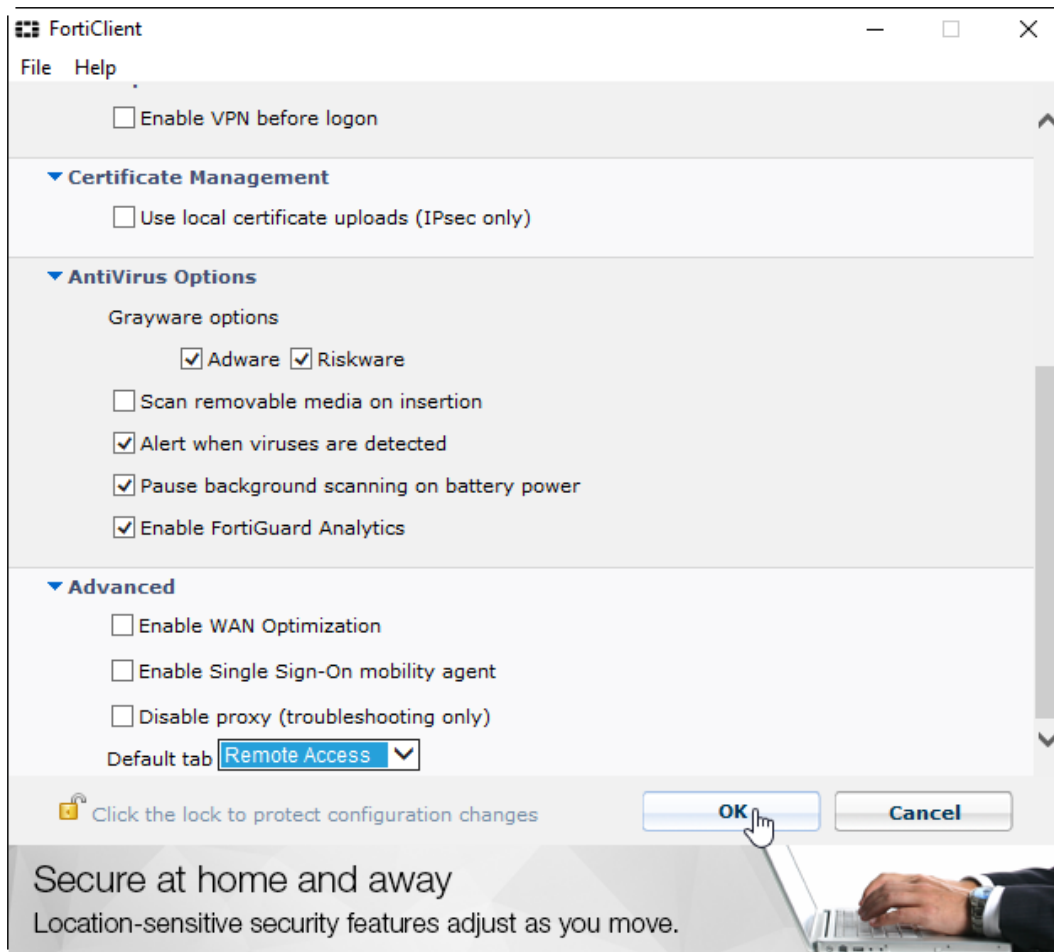 FortiClient
File Help
Enable VPN before logon
Certificate Management
Use local certificate uploads (IPsec only)
AntiVirus Options
Grayware options
Adware Riskware
Scan removable media on insertion
Alert when viruses are detected
Pause background scanning on battery power
Enable FortiGuard Analytics
Advanced
Enable WAN Optimization
Enable Single Sign-On mobility agent
Disable proxy (troubleshooting only)
Default tab Remote Access
Click the lock to protect configuration changes OK Cancel
Secure at home and away
Location-sensitive security features adjust as you move.